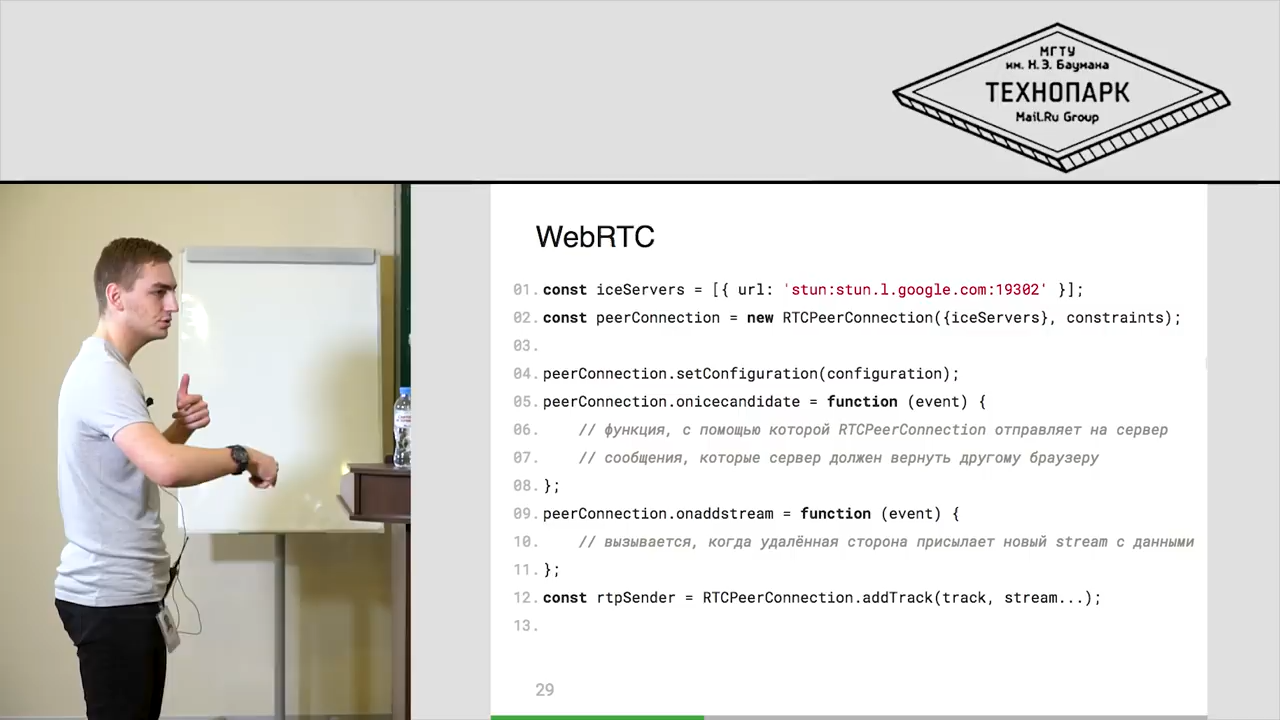 МГТУ
им. Н.Э. Баумана
ТЕХНОПАРК
Mail.Ru Group
WebRTC
01. const iceServers = [{ url: 'stun:stun.l.google.com:19302' }];
02. const peerConnection = new RTCPeerConnection({iceServers}, constraints);
03.
04. peerConnection.setConfiguration(configuration);
05. peerConnection.onicecandidate = function (event) {
06. // функция, с помощью которой RTCPeerConnection отправляет на сервер
07. // сообщения, которые сервер должен вернуть другому браузеру
08. };
09. peerConnection.onaddstream = function (event) {
10. // вызывается, когда удалённая сторона присылает новый stream с данными
11. };
12. const rtpSender = RTCPeerConnection.addTrack(track, stream...);
13.
29